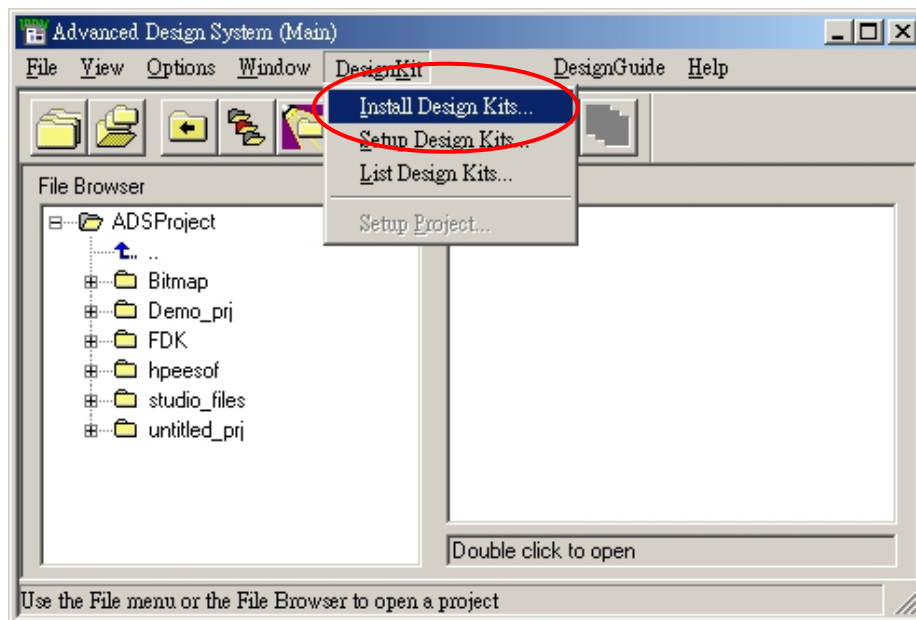 Advanced Design System (Main)
File View Options Window DesignKit DesignGuide Help
Install Design Kits...
Setup Design Kits...
List Design Kits...
Setup Project...
File Browser
ADSProject
..
Bitmap
Demo_prj
FDK
hpeesof
studio_files
untitled_prj
Double click to open
Use the File menu or the File Browser to open a project